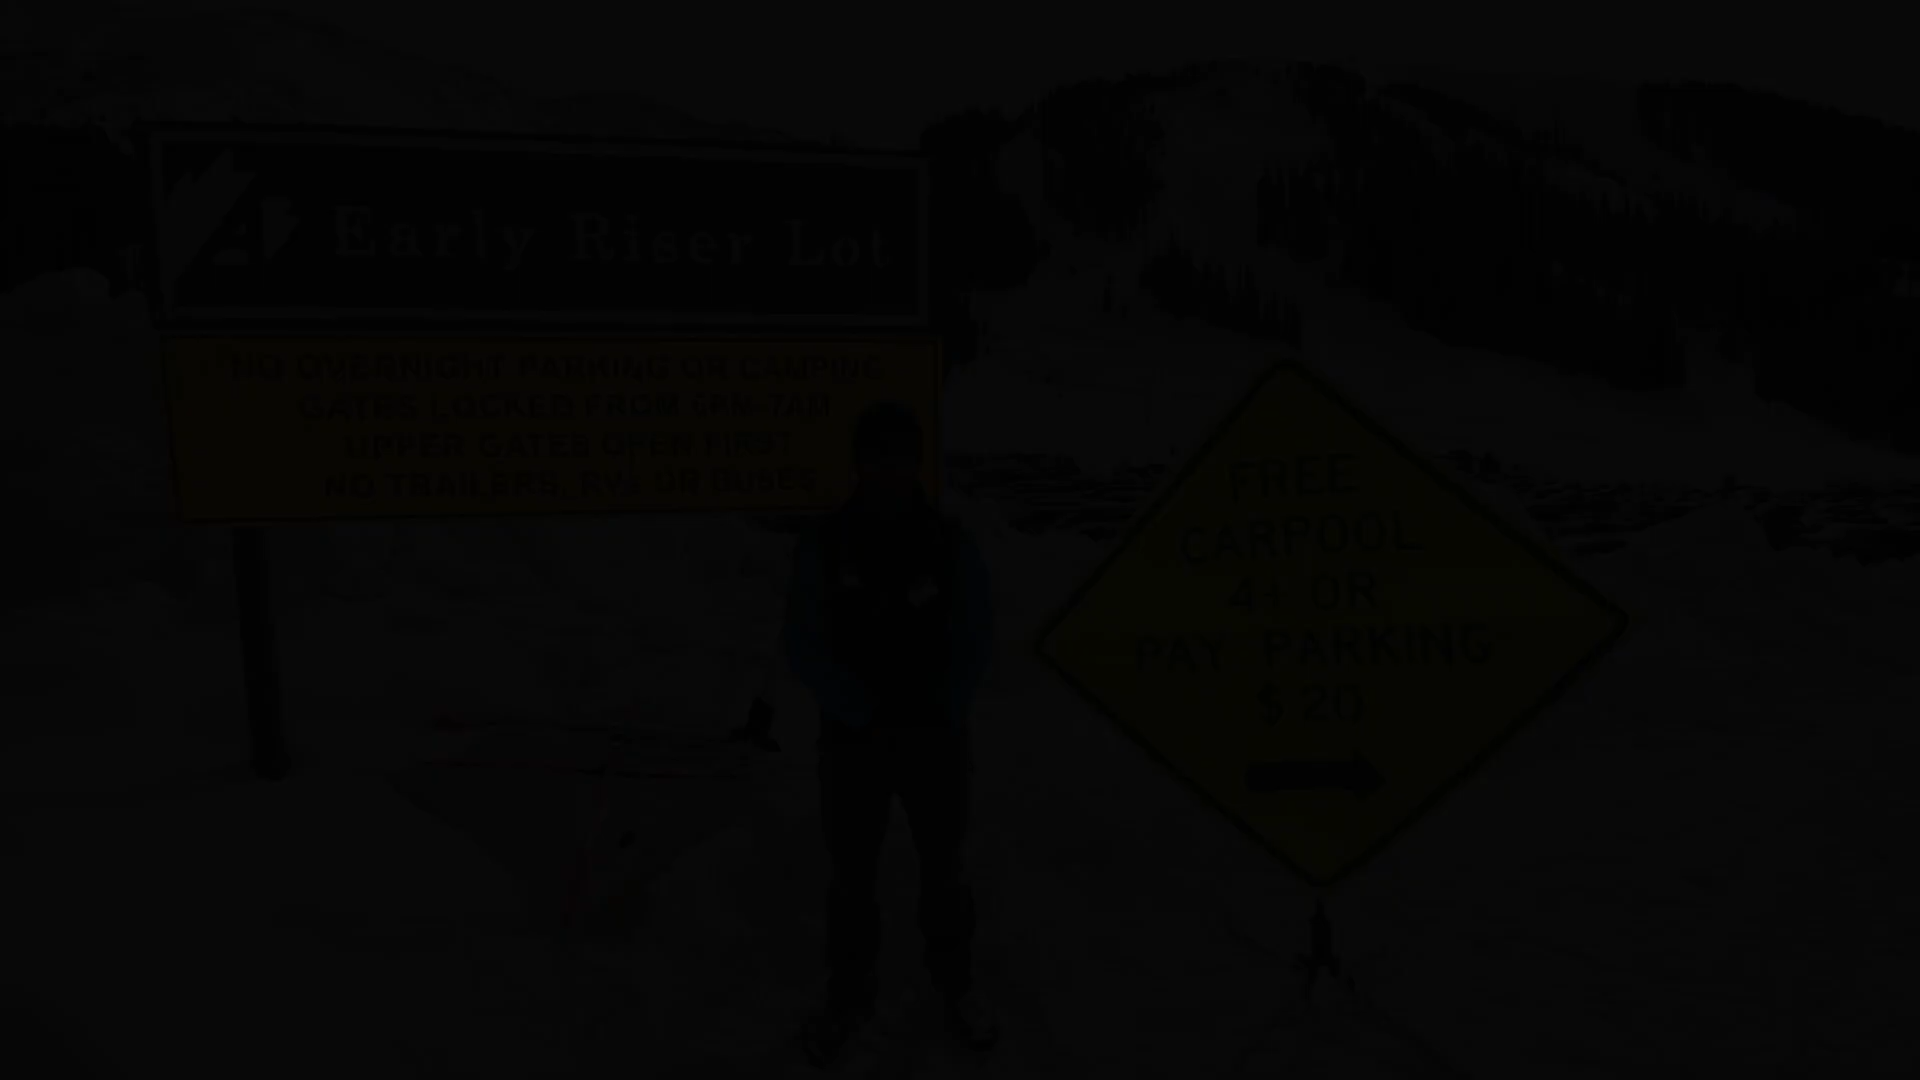 Early Riser Lot
NO OVERNIGHT PARKING OR CAMPING
GATES LOCKED FROM 6PM-7AM
UPPER GATES OPEN FIRST
NO TRAILERS, RVs OR BUSES
FREE
CARPOOL
4+ OR
PAY PARKING
$20